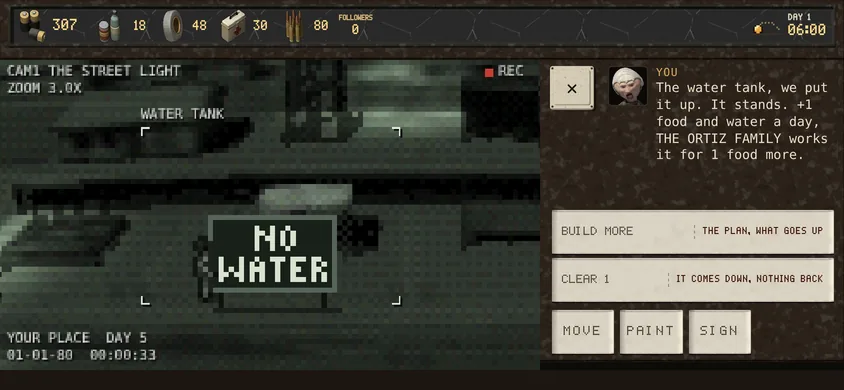 307
18
48
30
80
FOLLOWERS
0
DAY 1
06:00
CAM1 THE STREET LIGHT
ZOOM 3.0X
REC
WATER TANK
NO
WATER
YOUR PLACE DAY 5
01-01-80 00:00:33
×
YOU
The water tank, we put
it up. It stands. +1
food and water a day,
THE ORTIZ FAMILY works
it for 1 food more.
BUILD MORE
THE PLAN, WHAT GOES UP
CLEAR 1
IT COMES DOWN, NOTHING BACK
MOVE
PAINT
SIGN